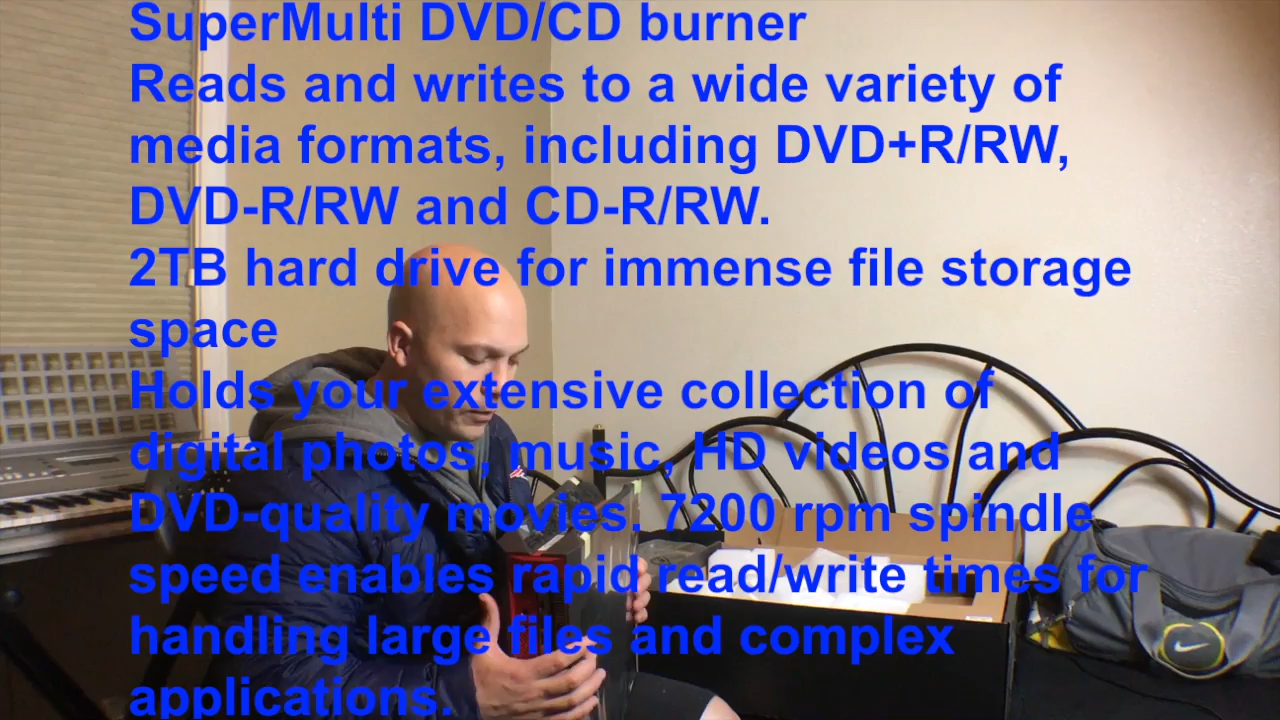 SuperMulti DVD/CD burner
Reads and writes to a wide variety of
media formats, including DVD+R/RW,
DVD-R/RW and CD-R/RW.
2TB hard drive for immense file storage
space
Holds your extensive collection of
digital photos, music, HD videos and
DVD-quality movies. 7200 rpm spindle
speed enables rapid read/write times for
handling large files and complex
applications.